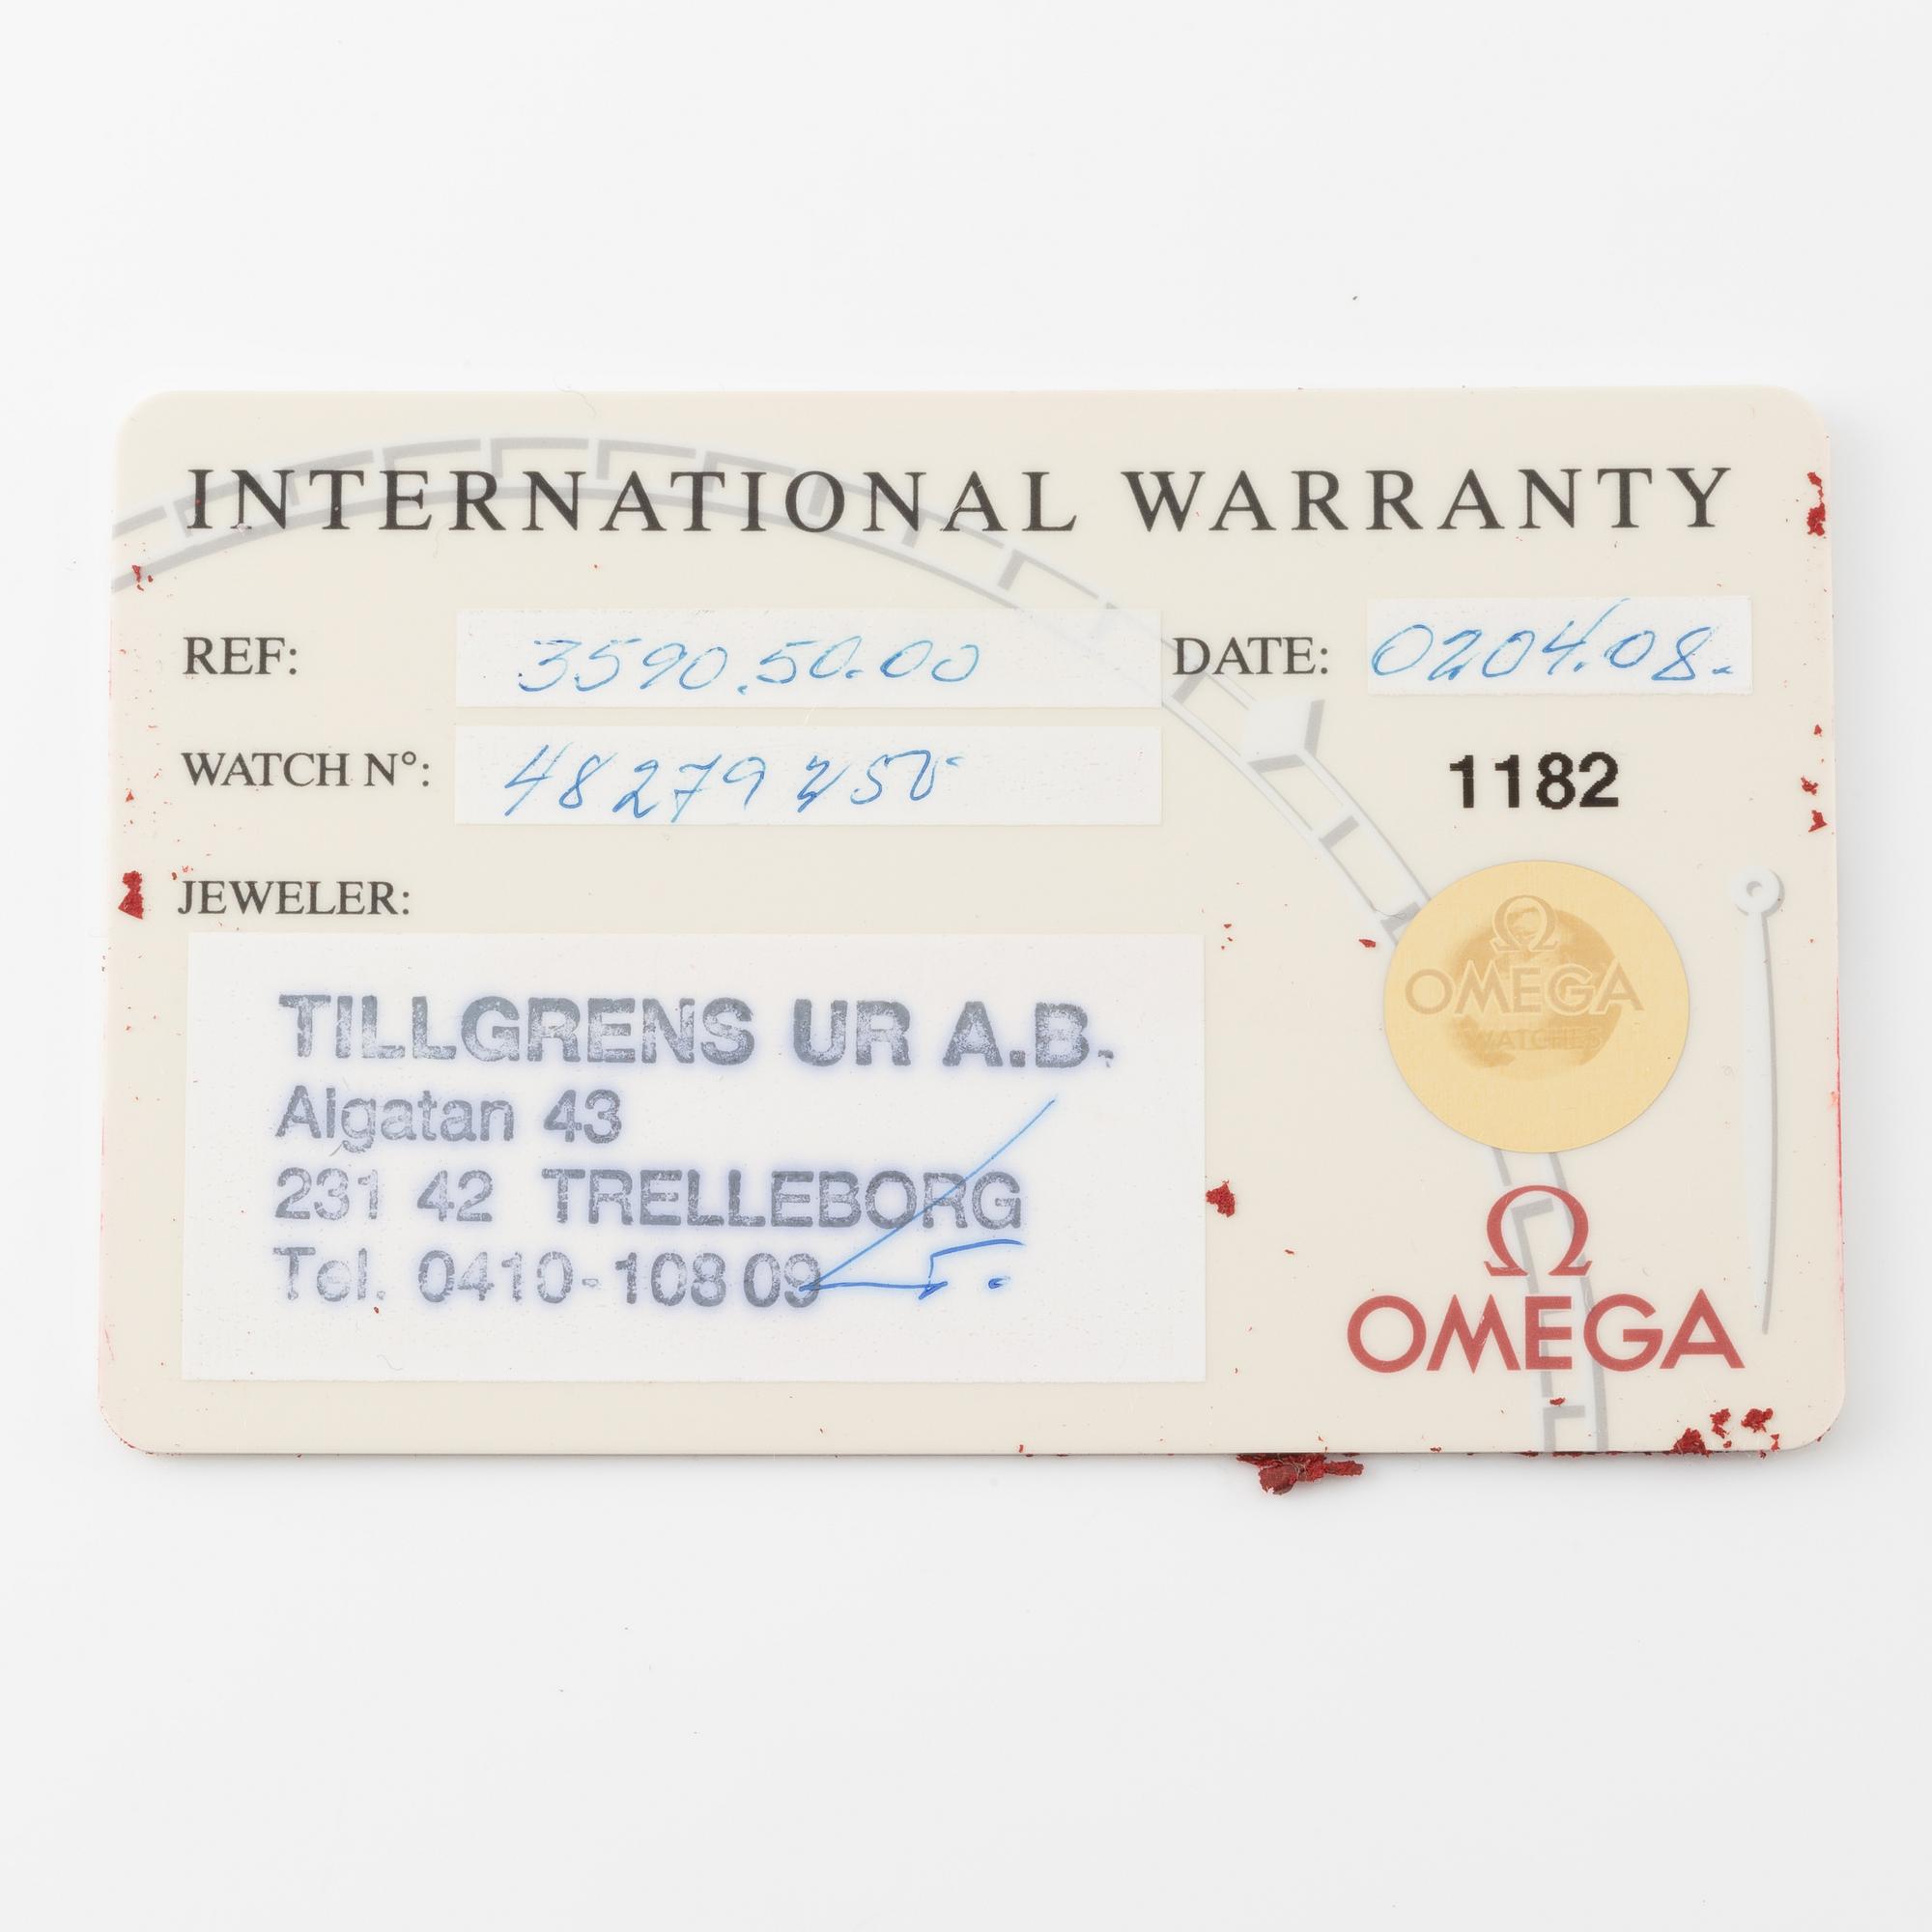 INTERNATIONAL WARRANTY
REF: 3590.50.00 DATE: 0204.08.
WATCH N°:
1182
JEWELER:
TILLGRENS UR A.B.
Algatan 43
231 42 TRELLEBORG
Tel. 0410-108 09
Ω
OMEGA
WATCHES
Ω
OMEGA